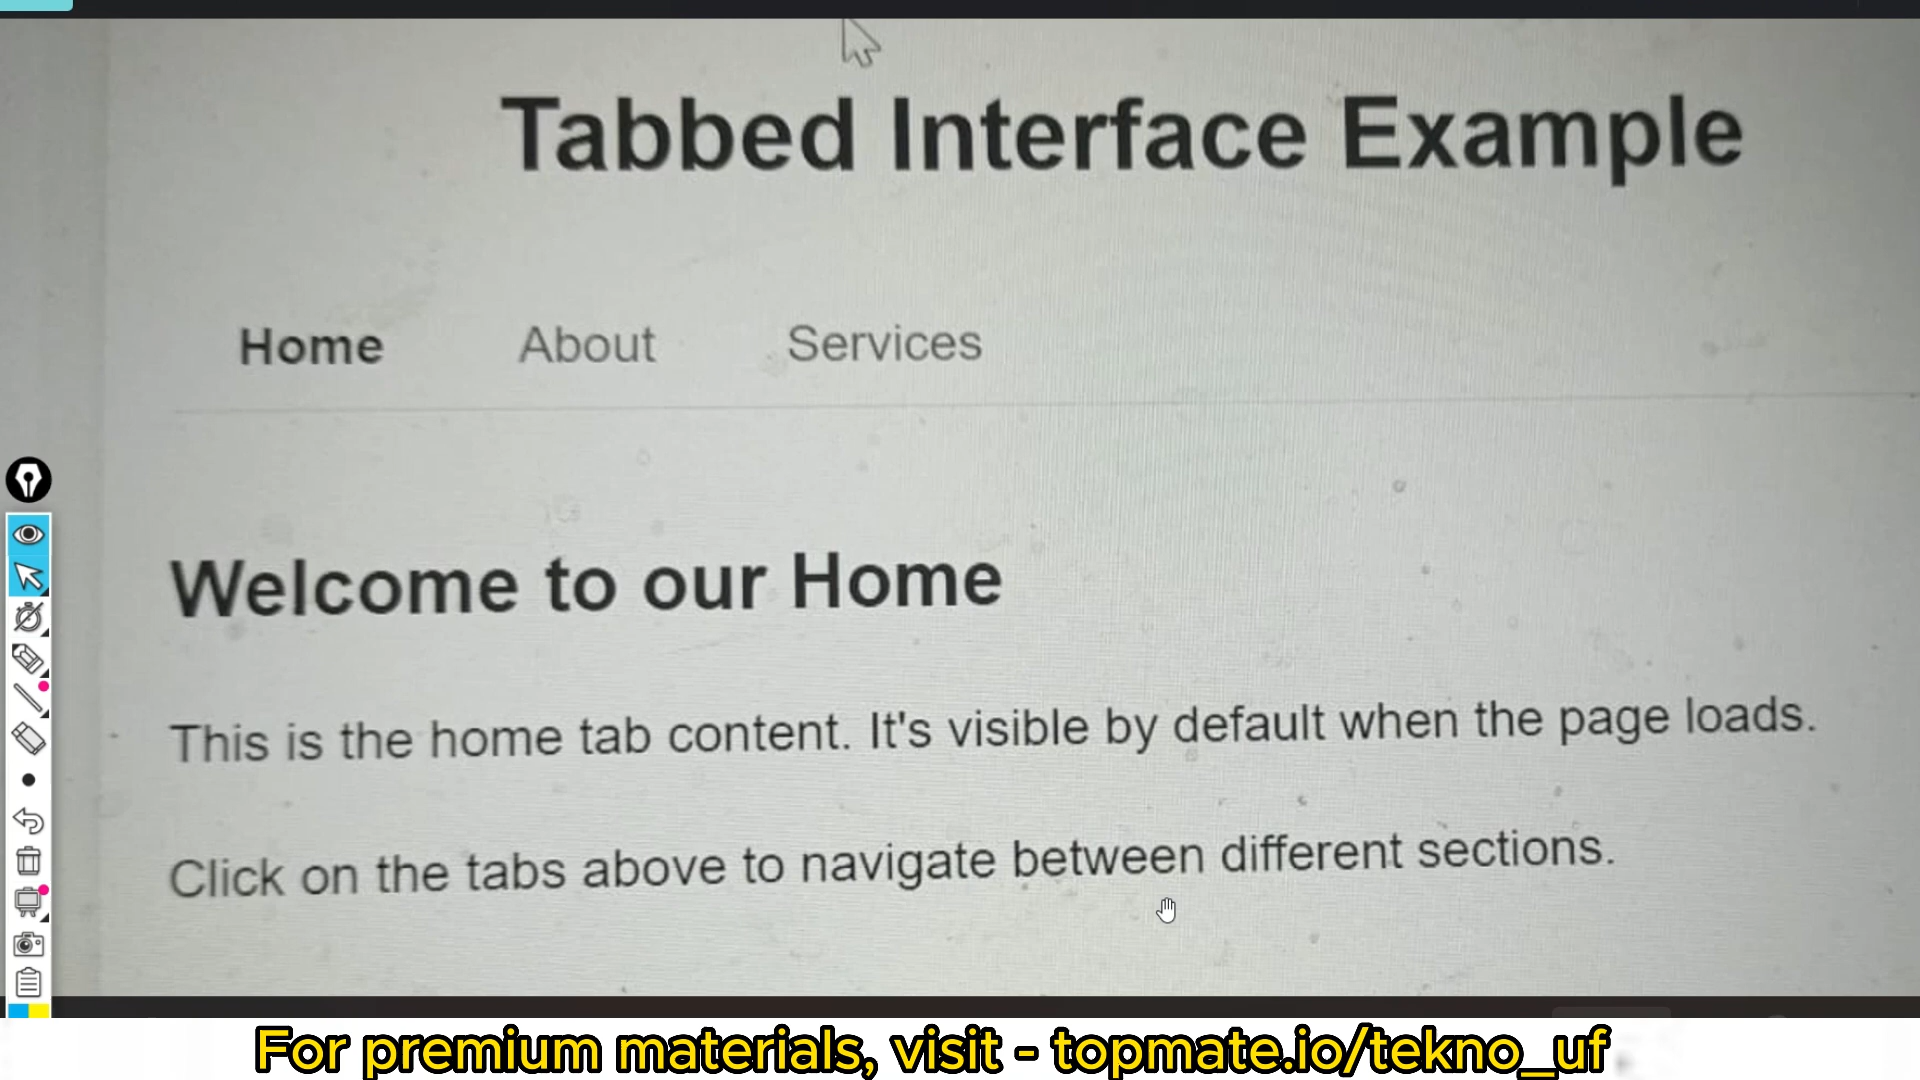 Tabbed Interface Example
Home About Services
Welcome to our Home
This is the home tab content. It's visible by default when the page loads.
Click on the tabs above to navigate between different sections.
For premium materials, visit - topmate.io/tekno_uf